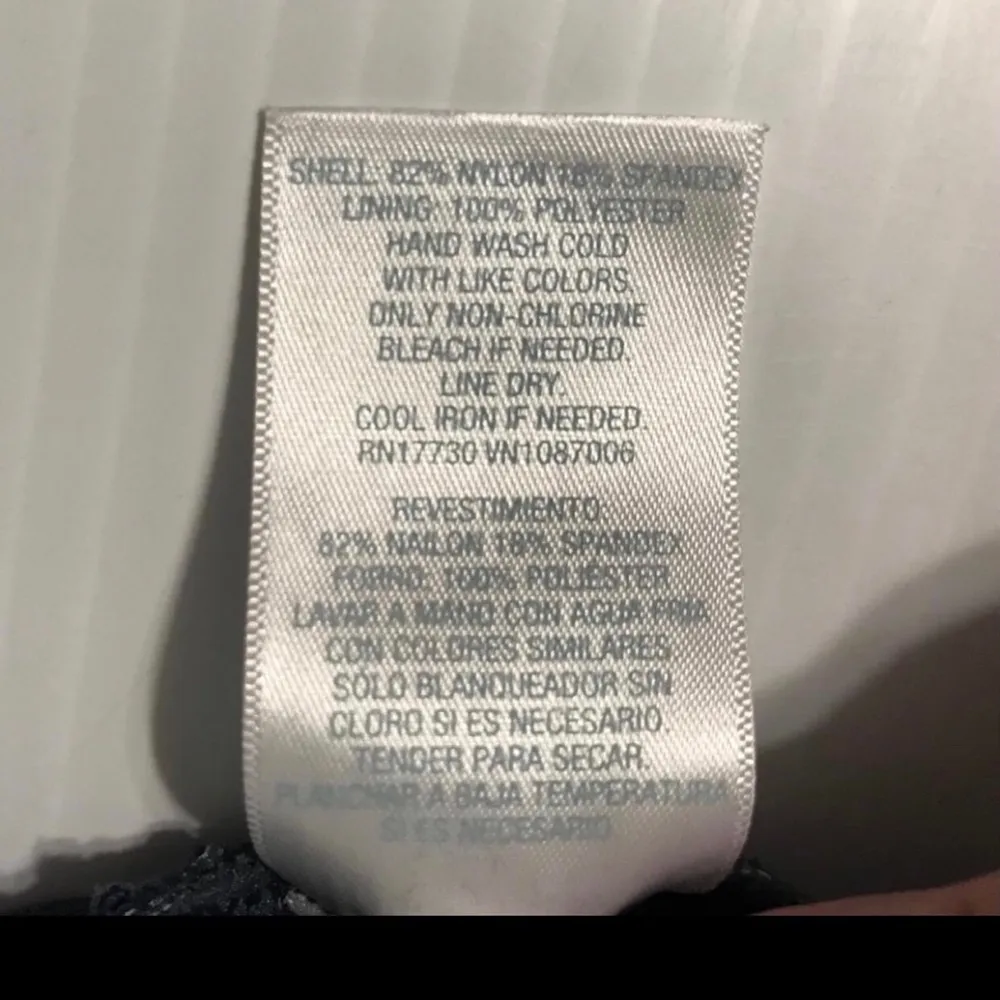 SHELL: 82% NYLON 18% SPANDEX
LINING: 100% POLYESTER
HAND WASH COLD
WITH LIKE COLORS.
ONLY NON-CHLORINE
BLEACH IF NEEDED.
LINE DRY.
COOL IRON IF NEEDED.
RN17730 VN1087006
REVESTIMIENTO:
82% NAILON 18% SPANDEX
FORRO: 100% POLIÉSTER
LAVAR A MANO CON AGUA FRIA
CON COLORES SIMILARES
SÓLO BLANQUEADOR SIN
CLORO SI ES NECESARIO.
TENDER PARA SECAR.
PLANCHAR A BAJA TEMPERATURA
SI ES NECESARIO